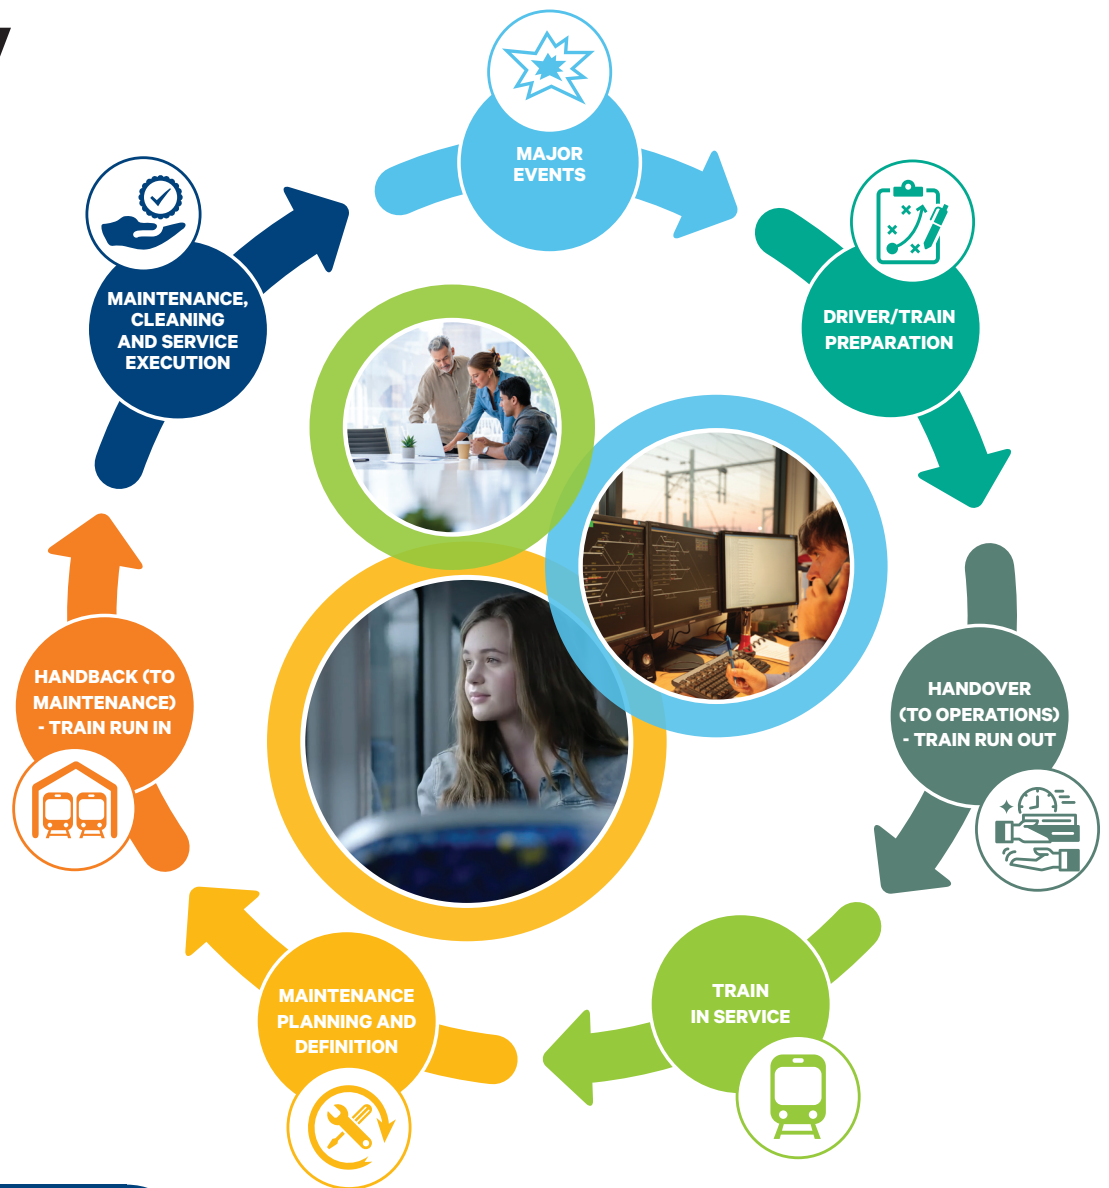 MAJOR
EVENTS
DRIVER/TRAIN
PREPARATION
HANDOVER
(TO OPERATIONS)
- TRAIN RUN OUT
TRAIN
IN SERVICE
MAINTENANCE
PLANNING AND
DEFINITION
HANDBACK (TO
MAINTENANCE)
- TRAIN RUN IN
MAINTENANCE,
CLEANING
AND SERVICE
EXECUTION